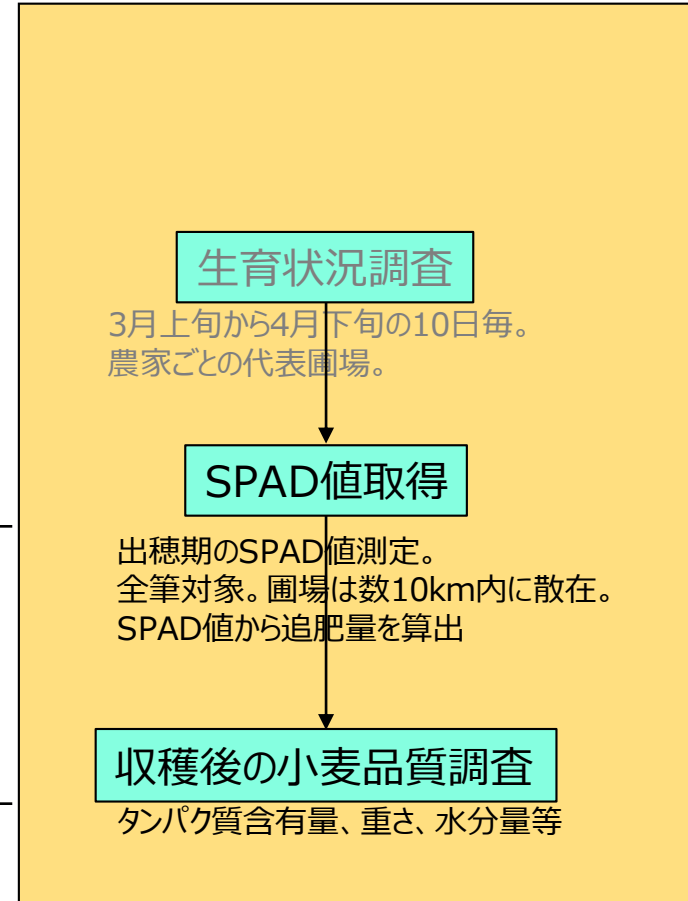 生育状況調査
3月上旬から4月下旬の10日毎。
農家ごとの代表圃場。
SPAD値取得
出穂期のSPAD値測定。
全筆対象。圃場は数10km内に散在。
SPAD値から追肥量を算出
収穫後の小麦品質調査
タンパク質含有量、重さ、水分量等